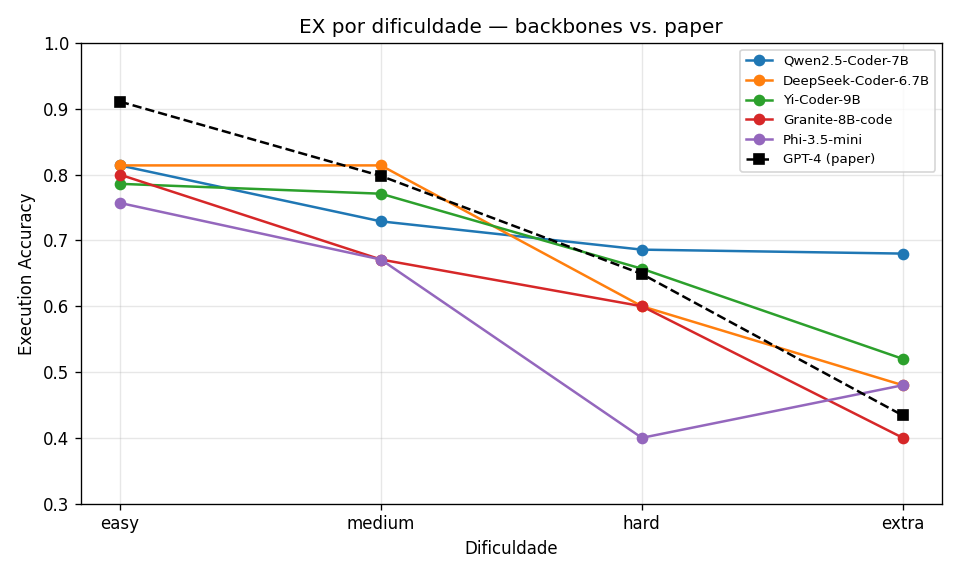 EX por dificuldade — backbones vs. paper
Execution Accuracy
1.0
0.9
0.8
0.7
0.6
0.5
0.4
0.3
Qwen2.5-Coder-7B
DeepSeek-Coder-6.7B
Yi-Coder-9B
Granite-8B-code
Phi-3.5-mini
GPT-4 (paper)
easy medium hard extra
Dificuldade